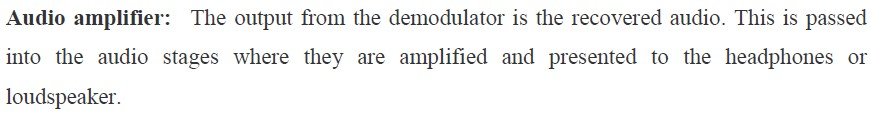 Audio amplifier: The output from the demodulator is the recovered audio. This is passed
into the audio stages where they are amplified and presented to the headphones or
loudspeaker.